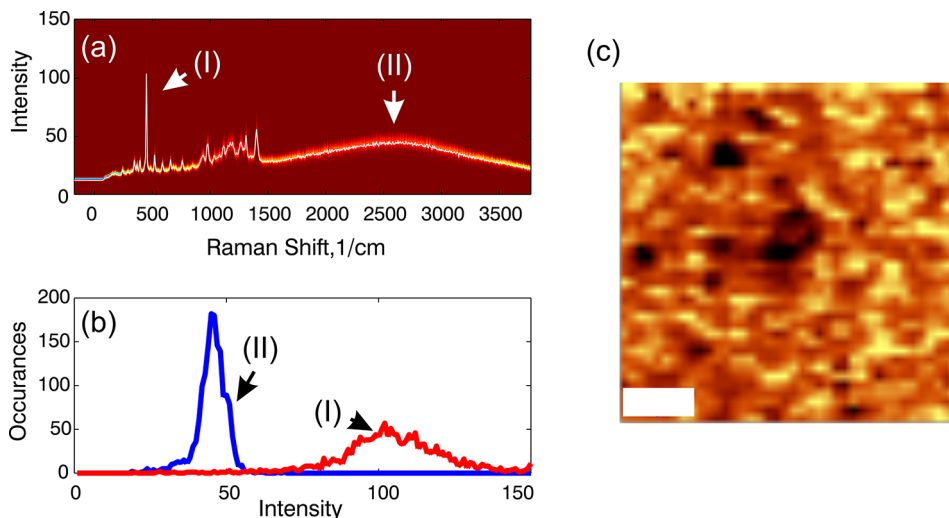 (a)
(I)
(II)
Intensity
150
100
50
0
0 500 1000 1500 2000 2500 3000 3500
Raman Shift,1/cm
(b)
(II)
(I)
Occurances
200
150
100
50
0
0 50 100 150
Intensity
(c)